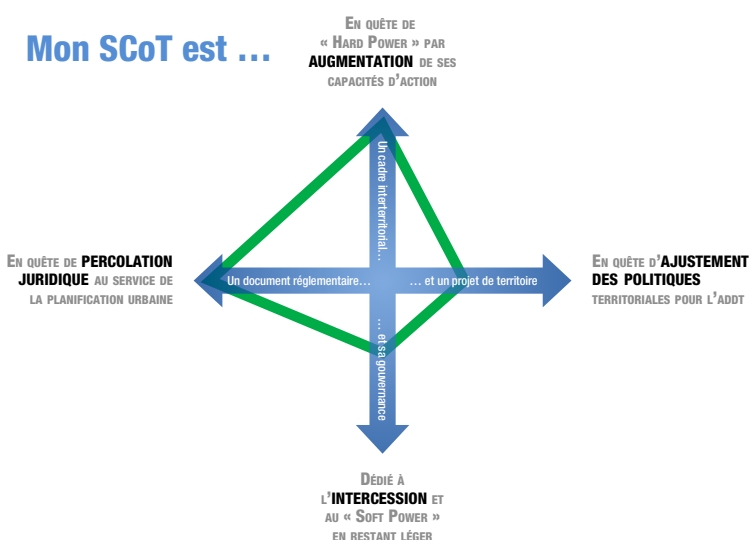 Mon SCoT est …
En quête de
« Hard Power » par
augmentation de ses
capacités d'action
Un cadre interterritorial…
En quête de percolation
juridique au service de
la planification urbaine
Un document réglementaire…
… et un projet de territoire
En quête d'ajustement
des politiques
territoriales pour l'ADDT
… et sa gouvernance
Dédié à
l'intercession et
au « Soft Power »
en restant léger